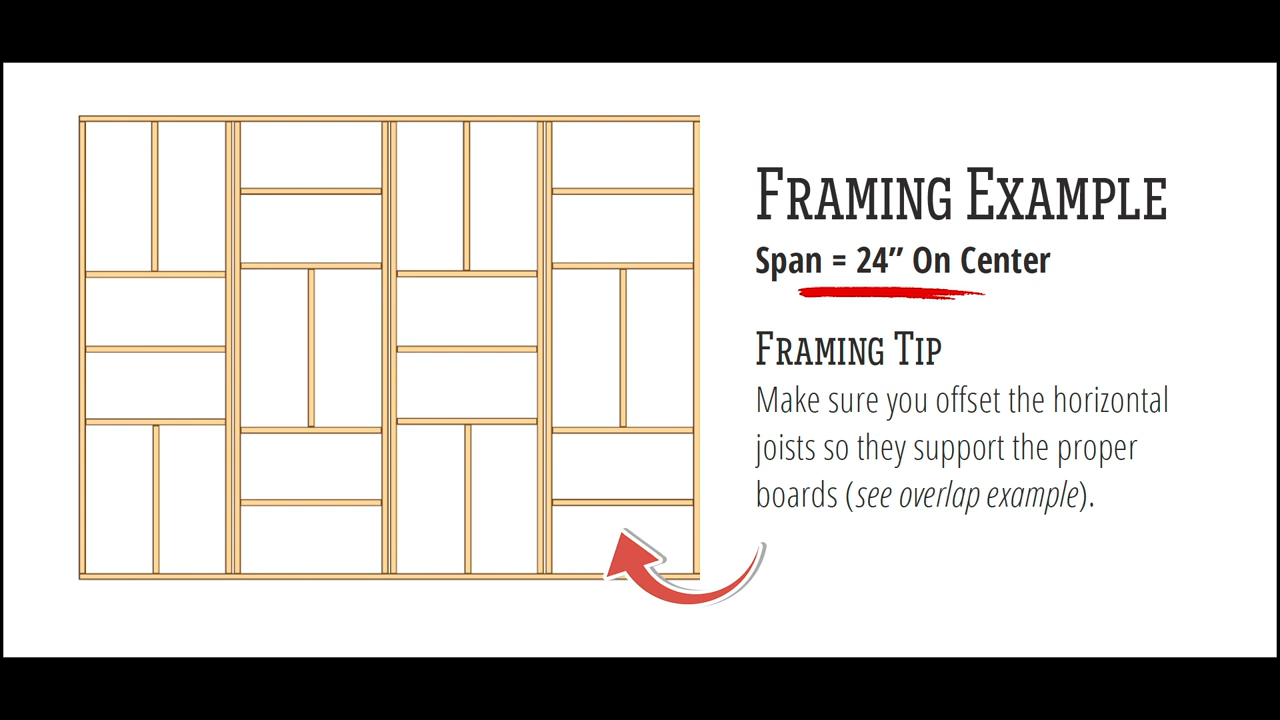 Framing Example
Span = 24” On Center
Framing Tip
Make sure you offset the horizontal
joists so they support the proper
boards (see overlap example).